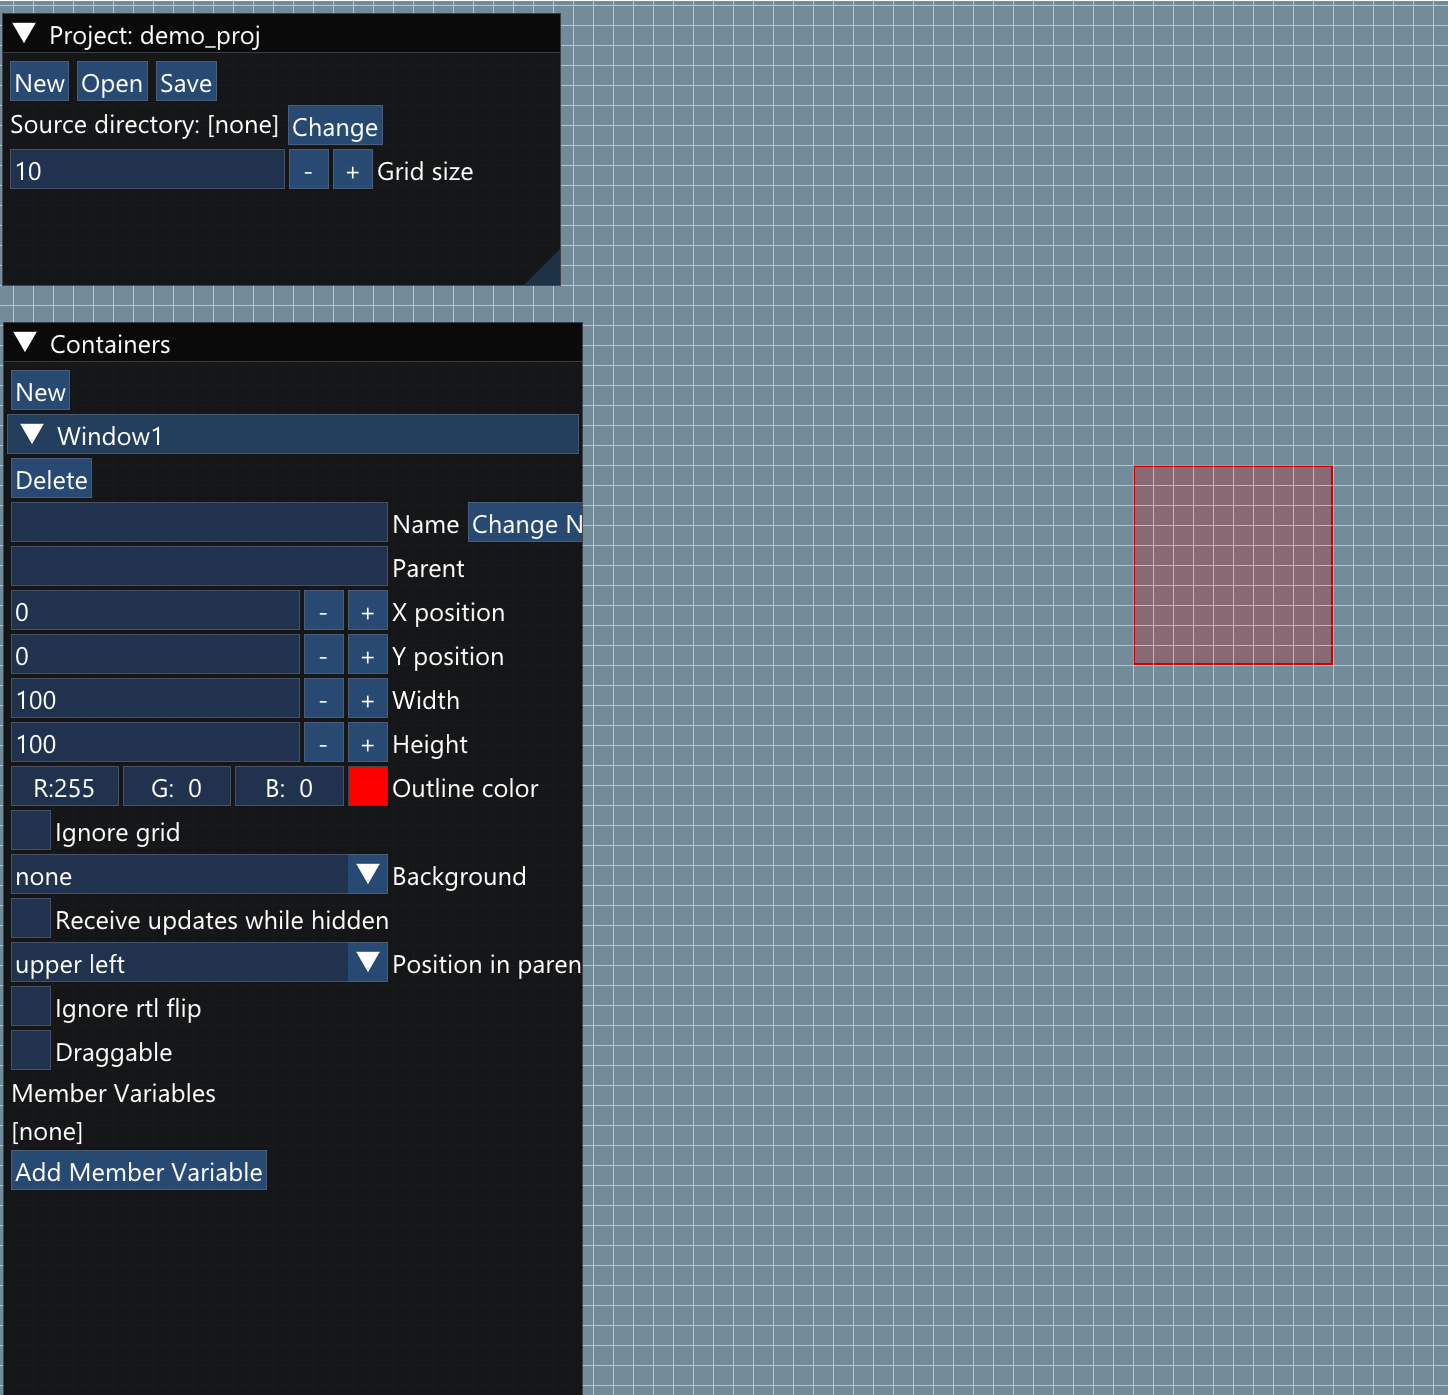 Project: demo_proj
New Open Save
Source directory: [none] Change
10 - + Grid size
Containers
New
Window1
Delete
Name Change N
Parent
0 - + X position
0 - + Y position
100 - + Width
100 - + Height
R:255 G: 0 B: 0 Outline color
Ignore grid
none Background
Receive updates while hidden
upper left Position in paren
Ignore rtl flip
Draggable
Member Variables
[none]
Add Member Variable